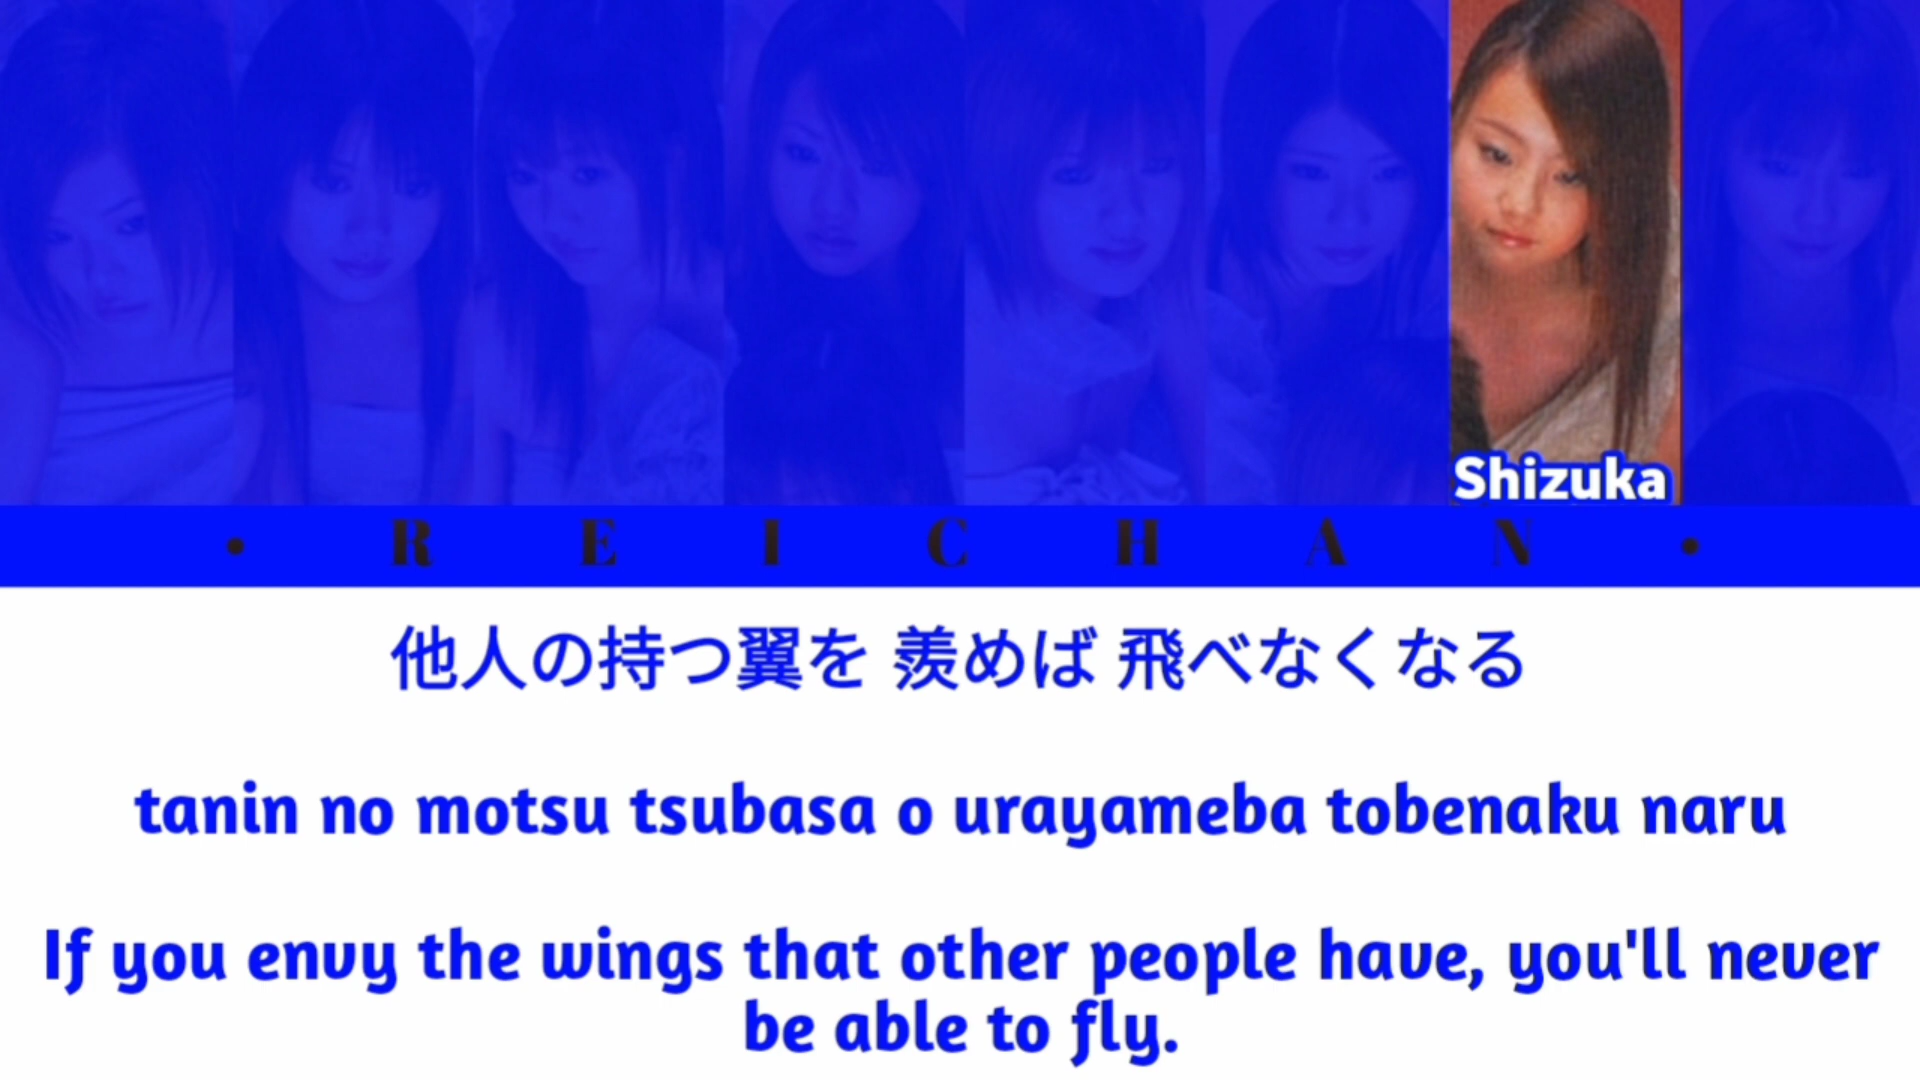 Shizuka
• R E I C H A N •
他人の持つ翼を 羨めば 飛べなくなる
tanin no motsu tsubasa o urayameba tobenaku naru
If you envy the wings that other people have, you'll never
be able to fly.